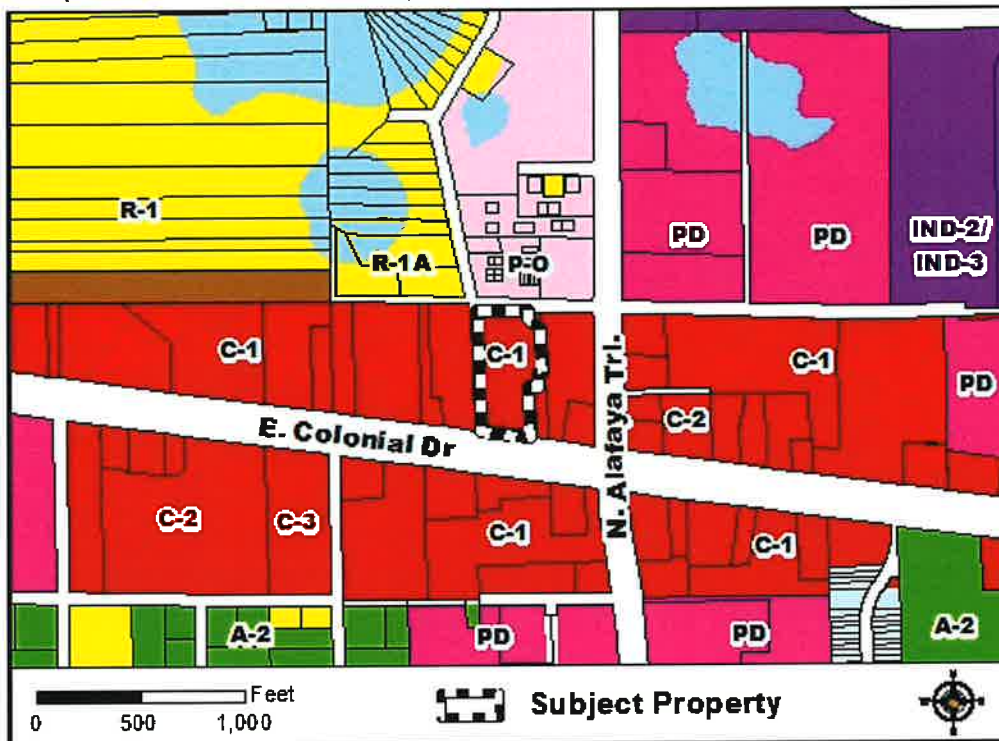 R-1
R-1A
P-O
PD
PD
IND-2/
IND-3
C-1
C-1
C-1
PD
C-2
E. Colonial Dr
N. Alafaya Trl.
C-2
C-3
C-1
C-1
A-2
PD
PD
A-2
Feet
0 500 1,000
Subject Property